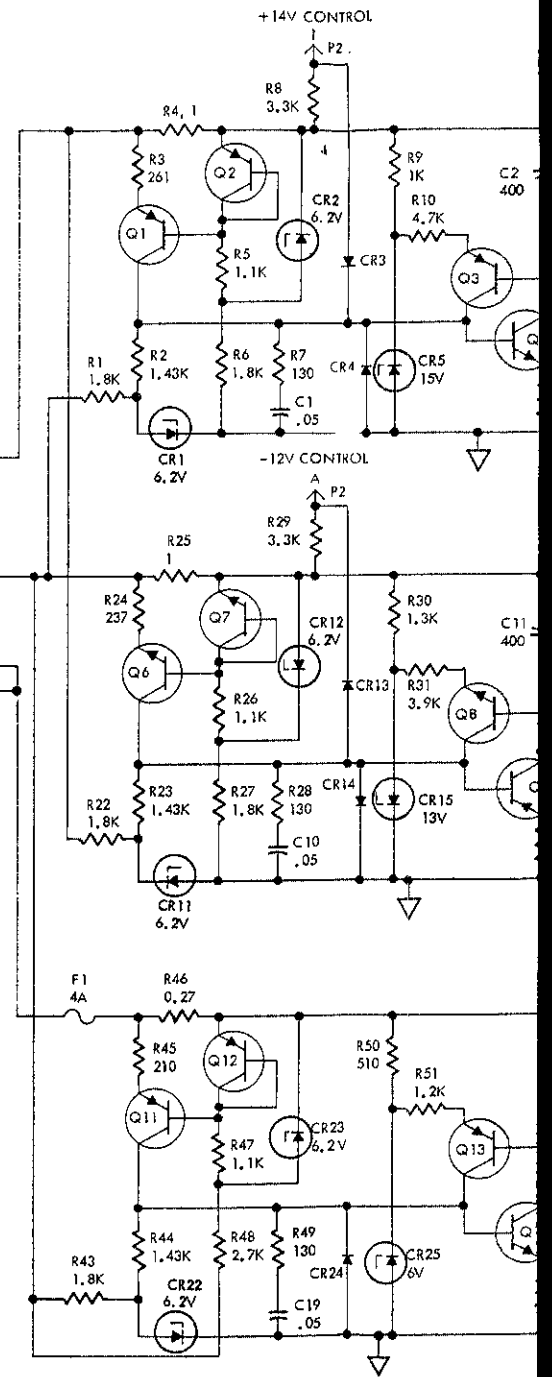 +14V CONTROL
P2
R8
3.3K
R4, 1
R3
261
Q2
CR2
6.2V
R9
1K
R10
4.7K
C2
400
Q1
R5
1.1K
CR3
Q3
R1
1.8K
R2
1.43K
R6
1.8K
R7
130
CR4
CR5
15V
Q
C1
.05
CR1
6.2V
-12V CONTROL
A
P2
R29
3.3K
R25
1
R24
237
Q7
CR12
6.2V
R30
1.3K
C11
400
Q6
R26
1.1K
CR13
R31
3.9K
Q8
R22
1.8K
R23
1.43K
R27
1.8K
R28
130
CR14
CR15
13V
C10
.05
CR11
6.2V
F1
4A
R46
0.27
R45
210
Q12
R50
510
R51
1.2K
Q11
CR23
6.2V
R47
1.1K
Q13
R43
1.8K
R44
1.43K
R48
2.7K
R49
130
CR24
CR25
6V
Q
CR22
6.2V
C19
.05